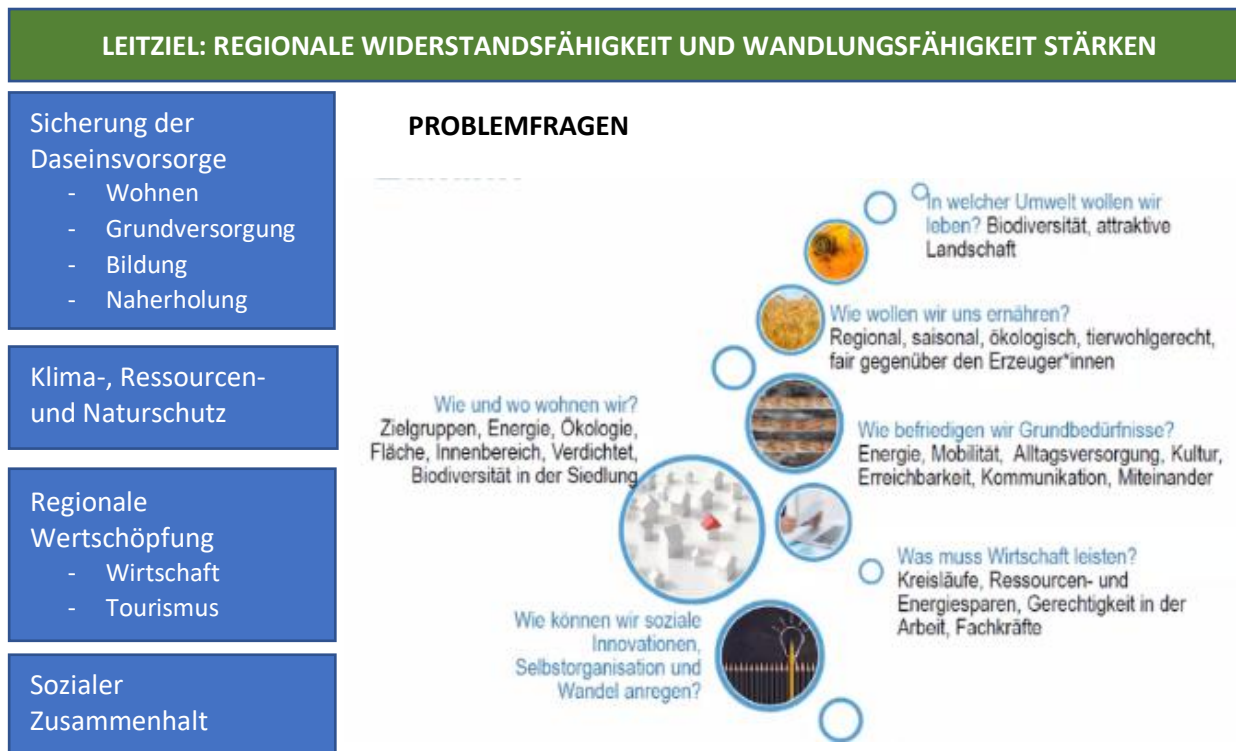 LEITZIEL: REGIONALE WIDERSTANDSFÄHIGKEIT UND WANDLUNGSFÄHIGKEIT STÄRKEN
Sicherung der
Daseinsvorsorge
- Wohnen
- Grundversorgung
- Bildung
- Naherholung
Klima-, Ressourcen-
und Naturschutz
Regionale
Wertschöpfung
- Wirtschaft
- Tourismus
Sozialer
Zusammenhalt
PROBLEMFRAGEN
In welcher Umwelt wollen wir
leben? Biodiversität, attraktive
Landschaft
Wie wollen wir uns ernähren?
Regional, saisonal, ökologisch, tierwohlgerecht,
fair gegenüber den Erzeuger*innen
Wie und wo wohnen wir?
Zielgruppen, Energie, Ökologie,
Fläche, Innenbereich, Verdichtet,
Biodiversität in der Siedlung
Wie befriedigen wir Grundbedürfnisse?
Energie, Mobilität, Alltagsversorgung, Kultur,
Erreichbarkeit, Kommunikation, Miteinander
Was muss Wirtschaft leisten?
Kreisläufe, Ressourcen- und
Energiesparen, Gerechtigkeit in der
Arbeit, Fachkräfte
Wie können wir soziale
Innovationen,
Selbstorganisation und
Wandel anregen?